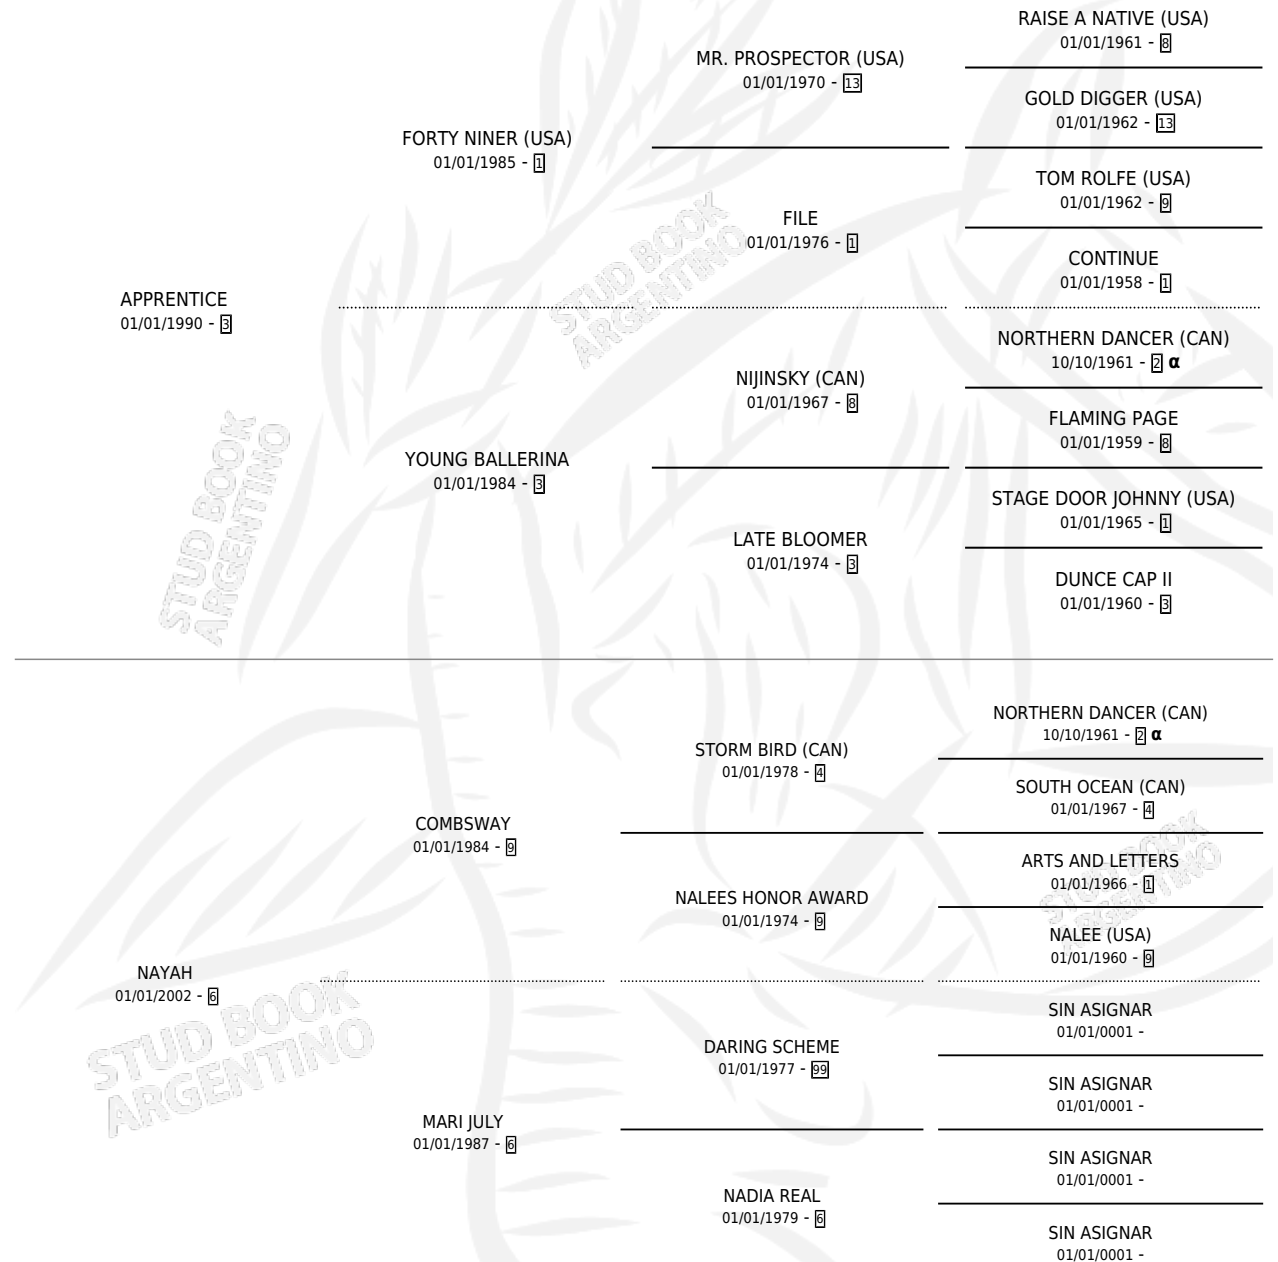 RAISE A NATIVE (USA)
01/01/1961 - 8
MR. PROSPECTOR (USA)
01/01/1970 - 13
GOLD DIGGER (USA)
01/01/1962 - 13
FORTY NINER (USA)
01/01/1985 - 1
TOM ROLFE (USA)
01/01/1962 - 9
FILE
01/01/1976 - 1
CONTINUE
01/01/1958 - 1
APPRENTICE
01/01/1990 - 3
NORTHERN DANCER (CAN)
10/10/1961 - 2 α
NIJINSKY (CAN)
01/01/1967 - 8
FLAMING PAGE
01/01/1959 - 8
YOUNG BALLERINA
01/01/1984 - 3
STAGE DOOR JOHNNY (USA)
01/01/1965 - 1
LATE BLOOMER
01/01/1974 - 3
DUNCE CAP II
01/01/1960 - 3
NORTHERN DANCER (CAN)
10/10/1961 - 2 α
STORM BIRD (CAN)
01/01/1978 - 4
SOUTH OCEAN (CAN)
01/01/1967 - 4
COMBSWAY
01/01/1984 - 9
ARTS AND LETTERS
01/01/1966 - 1
NALEES HONOR AWARD
01/01/1974 - 9
NALEE (USA)
01/01/1960 - 9
NAYAH
01/01/2002 - 6
SIN ASIGNAR
01/01/0001 -
DARING SCHEME
01/01/1977 - 99
SIN ASIGNAR
01/01/0001 -
MARI JULY
01/01/1987 - 6
SIN ASIGNAR
01/01/0001 -
NADIA REAL
01/01/1979 - 6
SIN ASIGNAR
01/01/0001 -
STUD BOOK
ARGENTINO
STUD BOOK
ARGENTINO
STUD BOOK
ARGENTINO
STUD BOOK
ARGENTINO